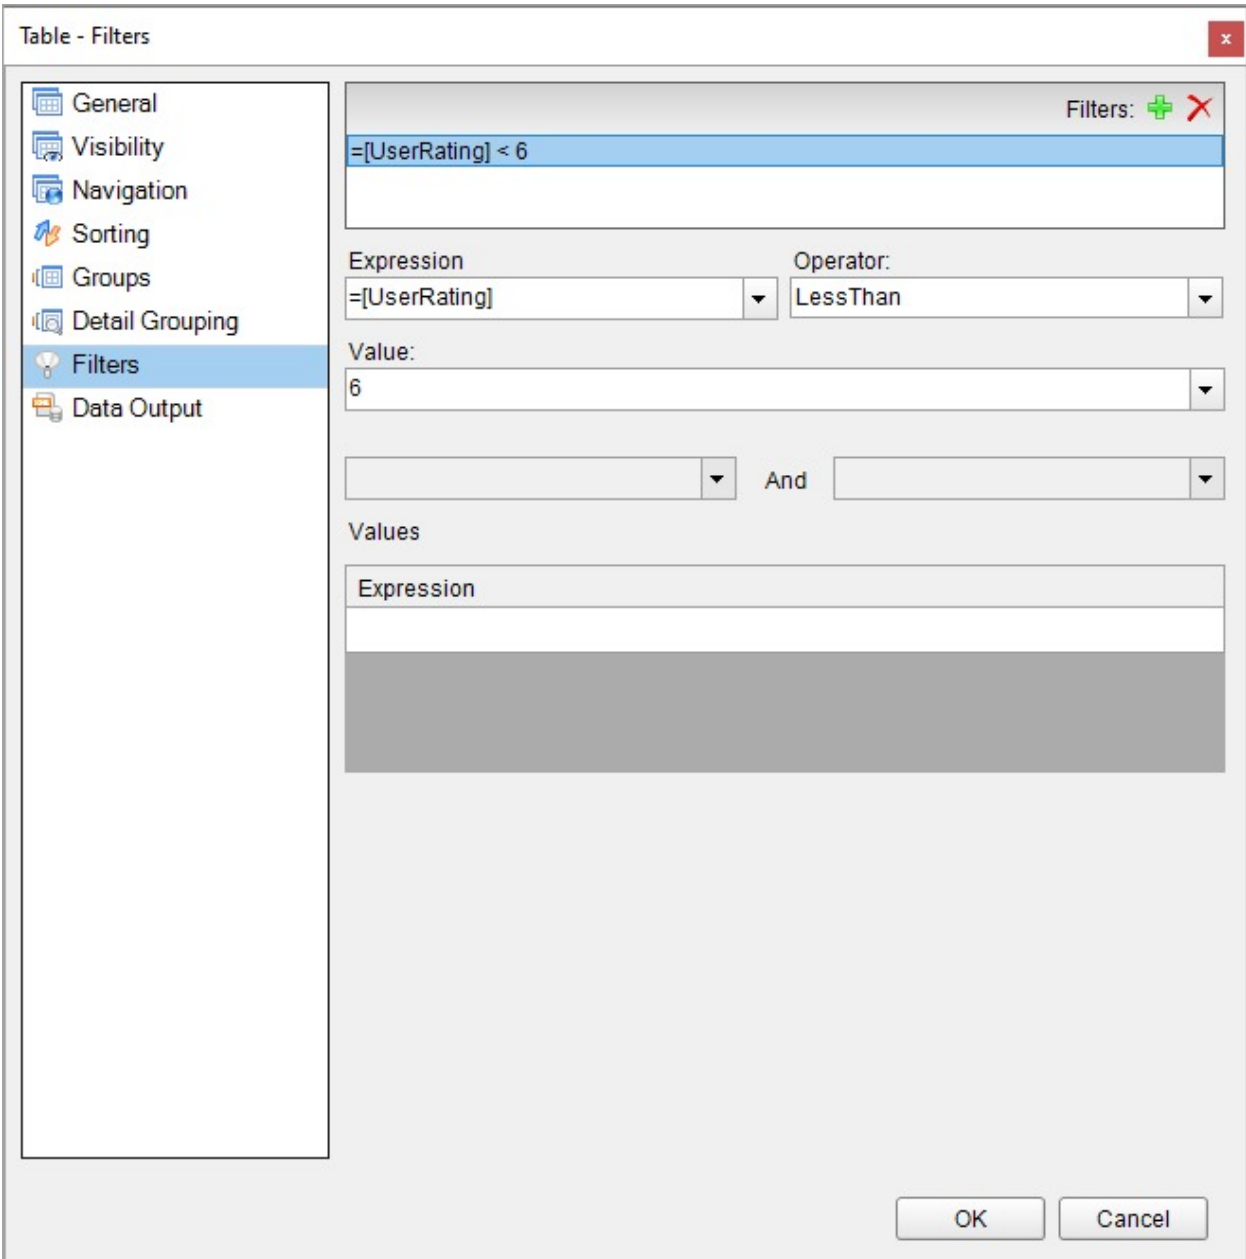 Table - Filters
x
General
Visibility
Navigation
Sorting
Groups
Detail Grouping
Filters
Data Output
Filters:
=[UserRating] < 6
Expression Operator:
=[UserRating] LessThan
Value:
6
And
Values
Expression
OK Cancel